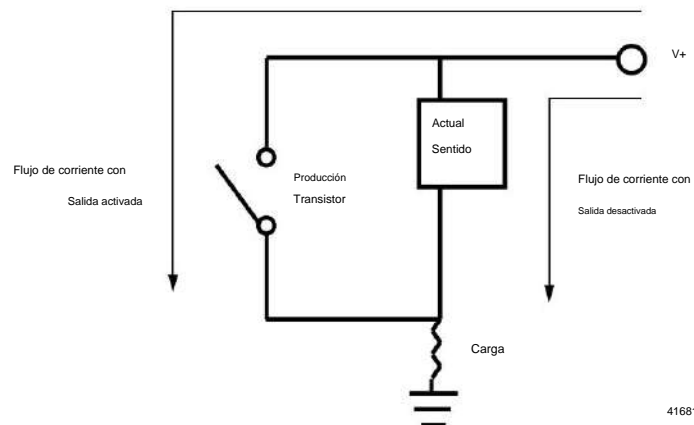 V+
Actual
Sentido
Flujo de corriente con
Salida activada
Producción
Transistor
Flujo de corriente con
Salida desactivada
Carga